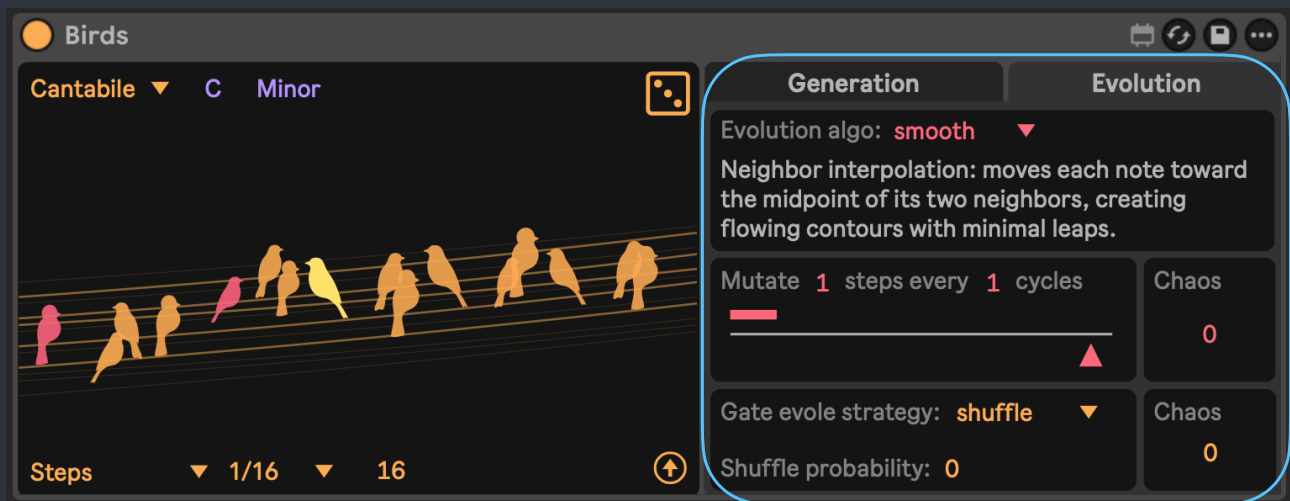 Birds
Cantabile C Minor
Steps 1/16 16
Generation Evolution
Evolution algo: smooth
Neighbor interpolation: moves each note toward
the midpoint of its two neighbors, creating
flowing contours with minimal leaps.
Mutate 1 steps every 1 cycles
Chaos
0
Gate evole strategy: shuffle
Shuffle probability: 0
Chaos
0